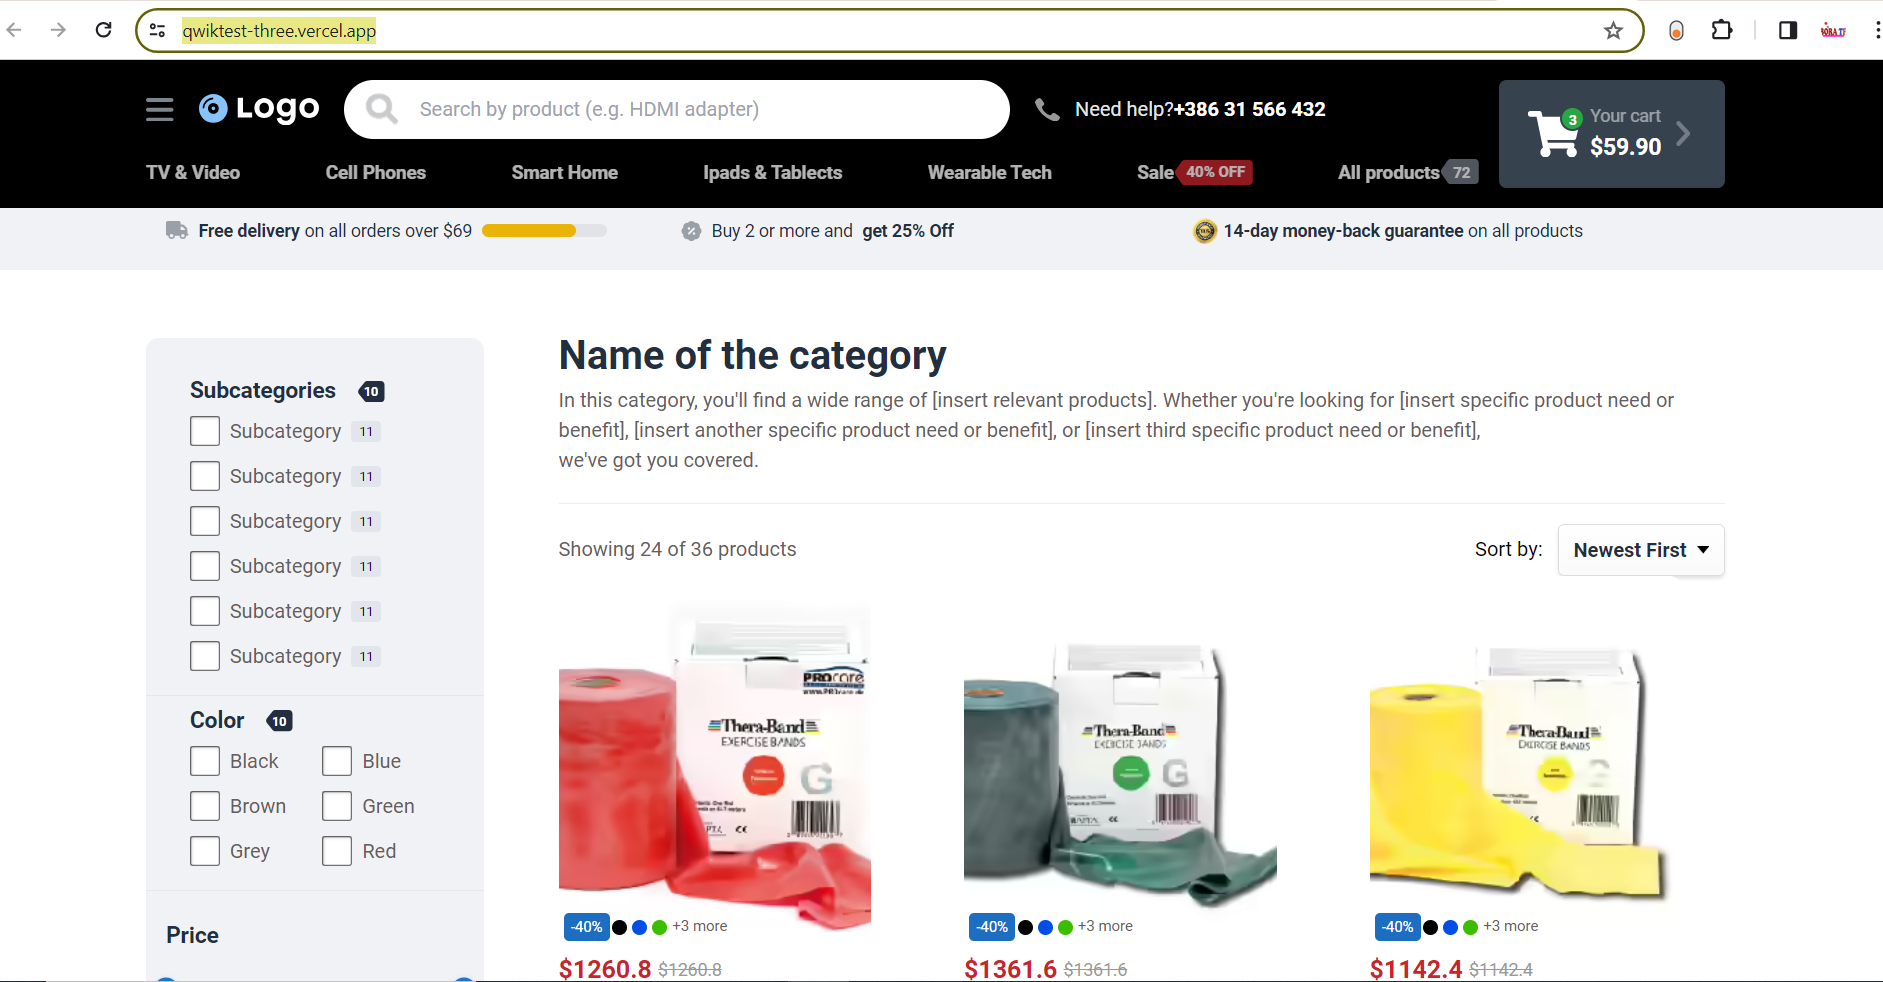 qwiktest-three.vercel.app
Logo
Search by product (e.g. HDMI adapter)
Need help?+386 31 566 432
3
Your cart
$59.90
TV & Video
Cell Phones
Smart Home
Ipads & Tablects
Wearable Tech
Sale 40% OFF
All products 72
Free delivery on all orders over $69
Buy 2 or more and get 25% Off
14-day money-back guarantee on all products
Subcategories 10
Subcategory 11
Subcategory 11
Subcategory 11
Subcategory 11
Subcategory 11
Subcategory 11
Color 10
Black
Blue
Brown
Green
Grey
Red
Price
Name of the category
In this category, you'll find a wide range of [insert relevant products]. Whether you're looking for [insert specific product need or
benefit], [insert another specific product need or benefit], or [insert third specific product need or benefit],
we've got you covered.
Showing 24 of 36 products
Sort by:
Newest First
PROcare
Thera-Band
EXERCISE BANDS
G
-40%
+3 more
$1260.8 $1260.8
Thera-Band
EXERCISE BANDS
G
-40%
+3 more
$1361.6 $1361.6
Thera-Band
EXERCISE BANDS
-40%
+3 more
$1142.4 $1142.4